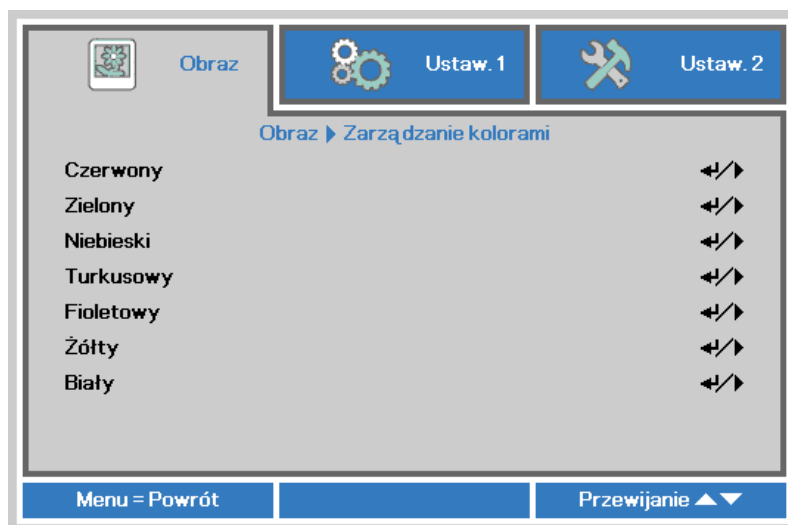 Obraz
Ustaw. 1
Ustaw. 2
Obraz ▶ Zarządzanie kolorami
Czerwony ↵/▶
Zielony ↵/▶
Niebieski ↵/▶
Turkusowy ↵/▶
Fioletowy ↵/▶
Żółty ↵/▶
Biały ↵/▶
Menu = Powrót
Przewijanie ▲▼